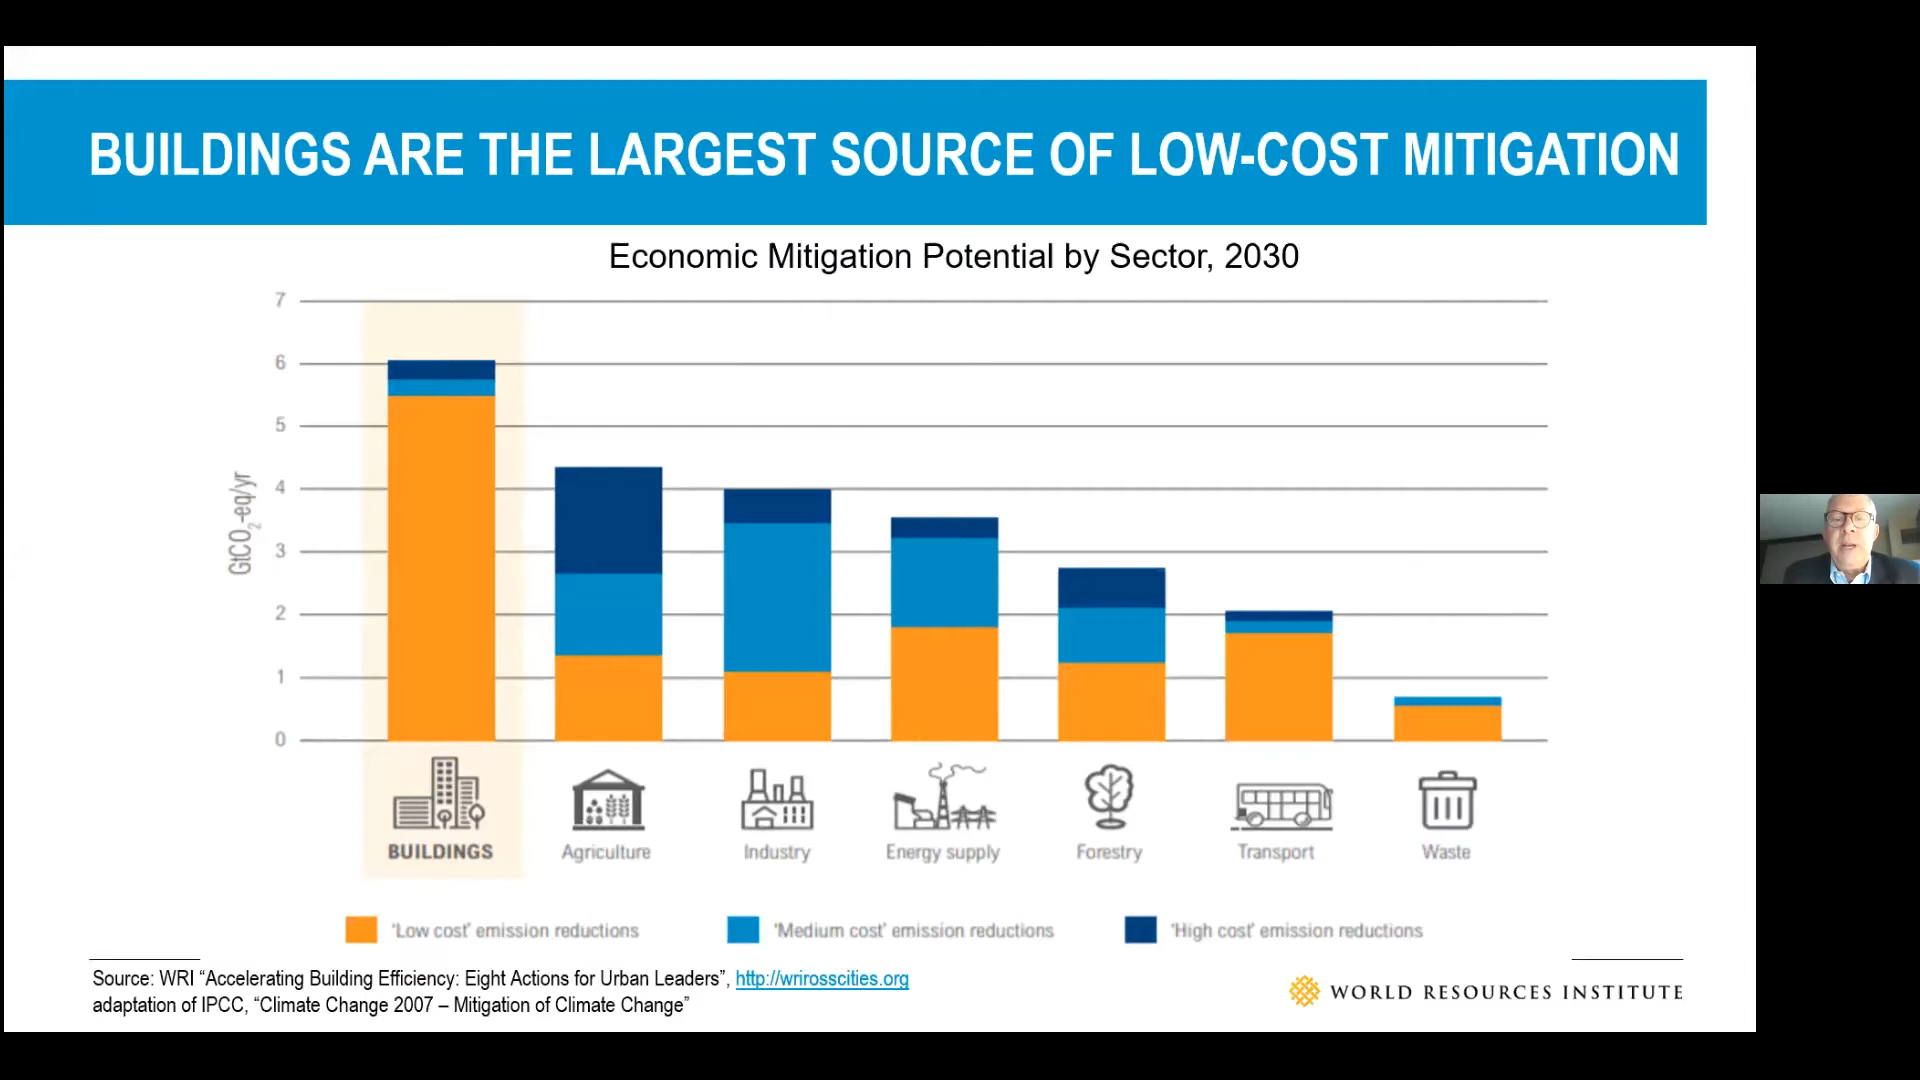 BUILDINGS ARE THE LARGEST SOURCE OF LOW-COST MITIGATION
Economic Mitigation Potential by Sector, 2030
7
6
5
4
3
2
1
0
GtCO2-eq/yr
BUILDINGS
Agriculture
Industry
Energy supply
Forestry
Transport
Waste
'Low cost' emission reductions
'Medium cost' emission reductions
'High cost' emission reductions
Source: WRI “Accelerating Building Efficiency: Eight Actions for Urban Leaders”, http://wrirosscities.org
adaptation of IPCC, “Climate Change 2007 – Mitigation of Climate Change”
WORLD RESOURCES INSTITUTE